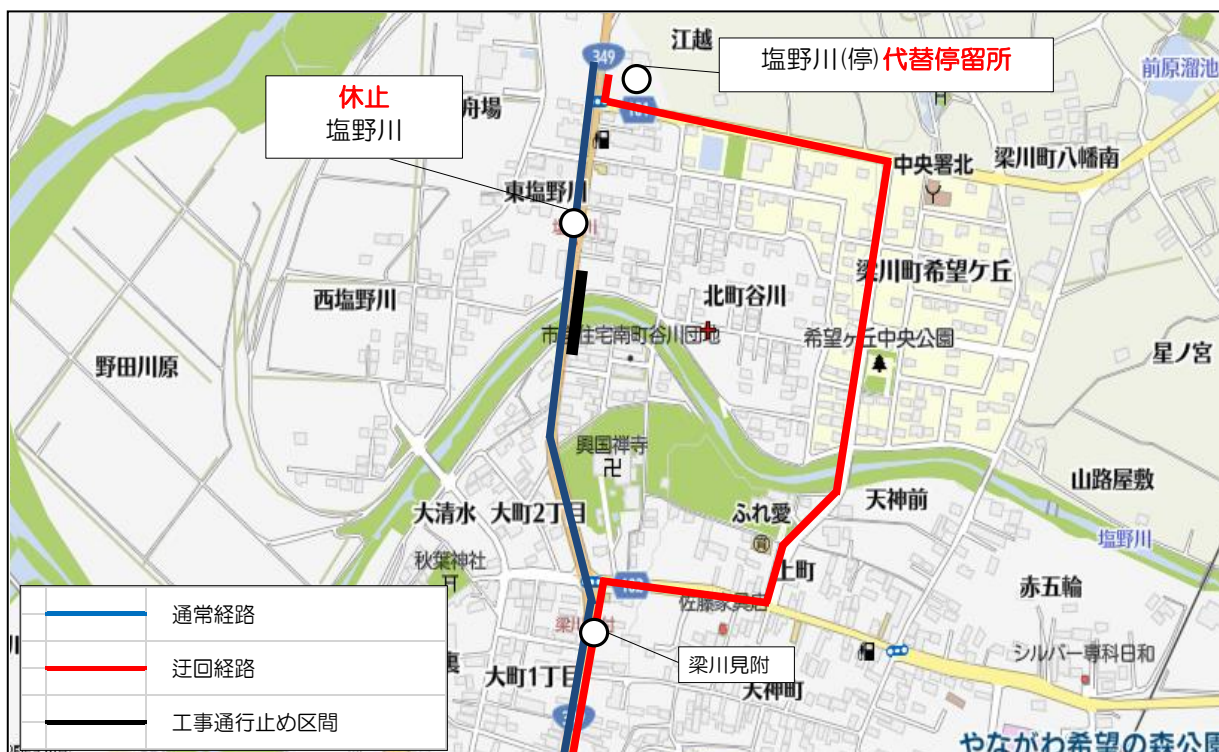 江越
塩野川(停)代替停留所
前原溜池
349
休止
塩野川
舟場
101
中央署北
梁川町八幡南
東塩野川
梁川町希望ケ丘
西塩野川
北町谷川
市営住宅南町谷川団地
希望ヶ丘中央公園
星ノ宮
野田川原
興国禅寺
山路屋敷
大清水
大町2丁目
ふれ愛
天神前
塩野川
秋葉神社
上町
赤五輪
佐藤家具店
通常経路
迂回経路
工事通行止め区間
大町1丁目
梁川見附
天神町
シルバー専科日和
やながわ希望の森公園